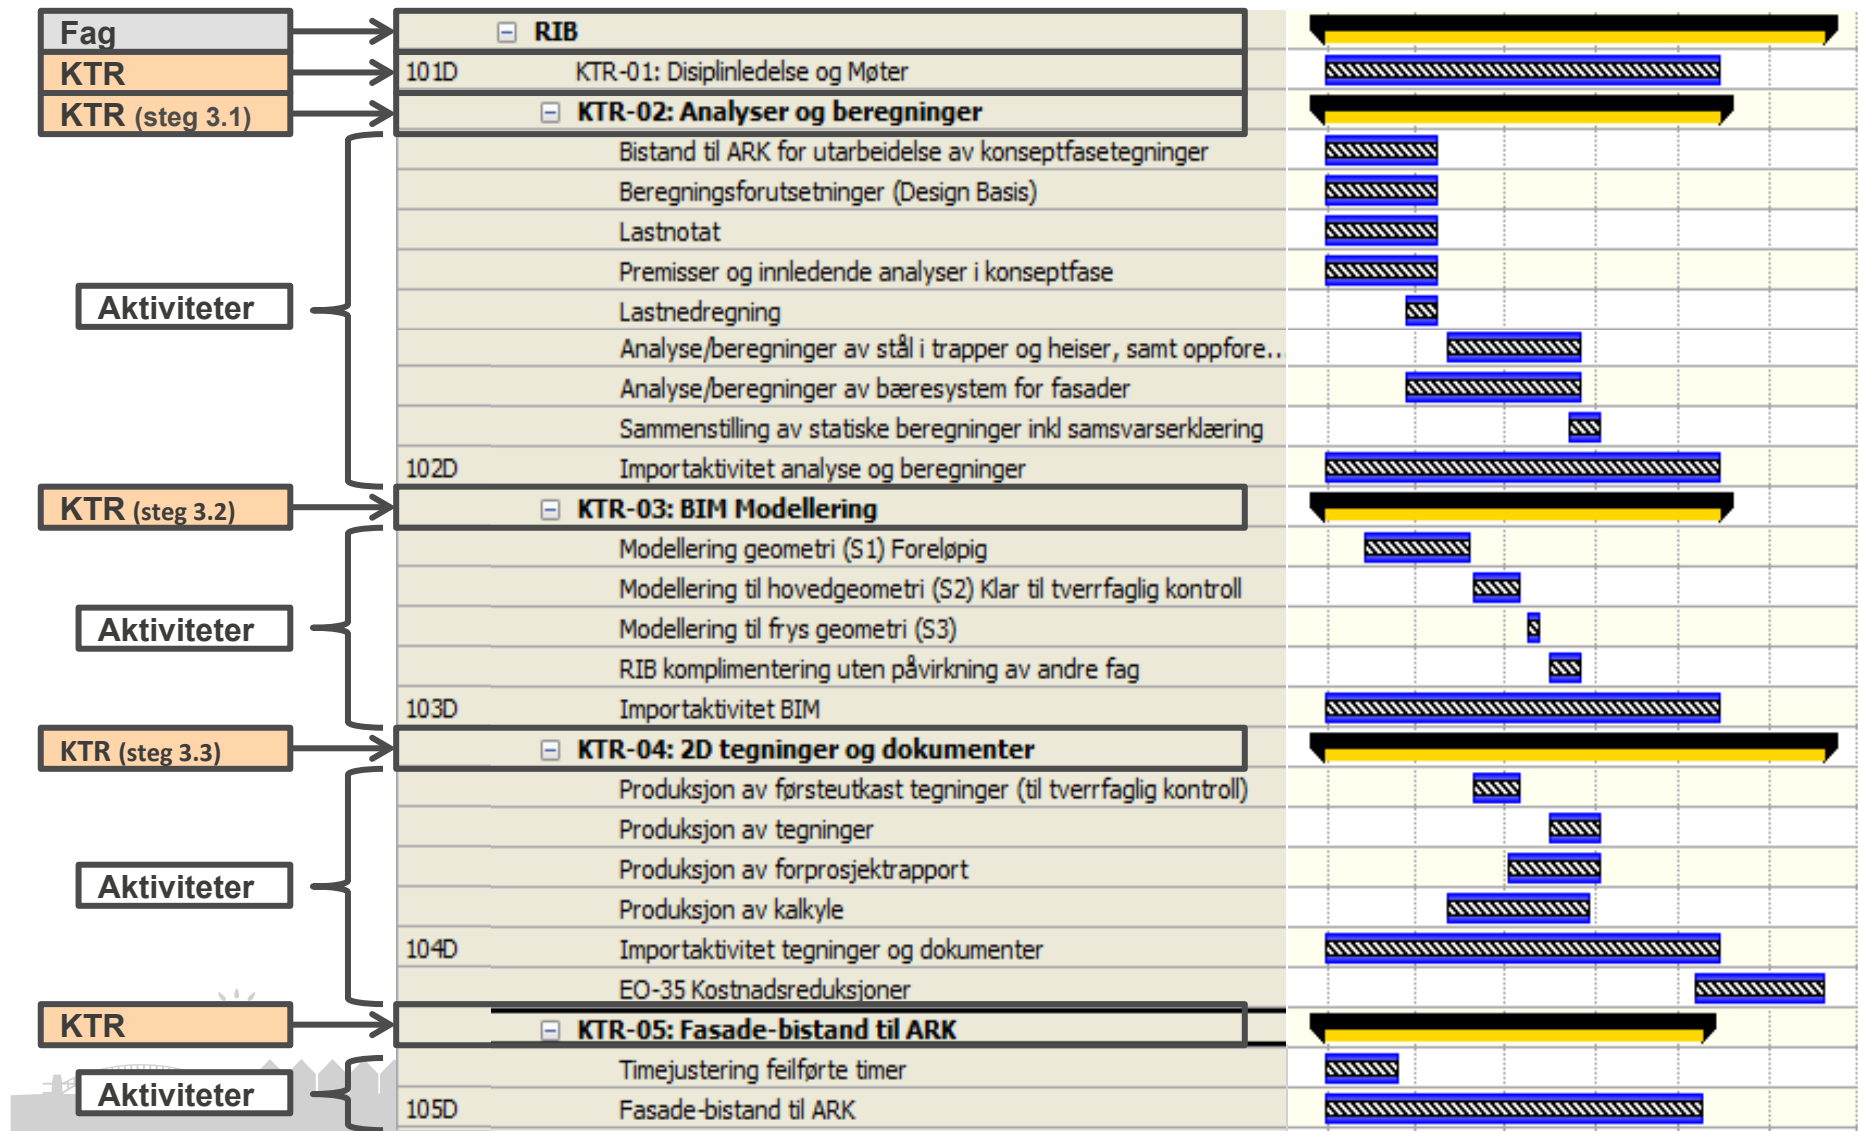 Fag
RIB
KTR
101D KTR-01: Disiplinledelse og Møter
KTR (steg 3.1)
KTR-02: Analyser og beregninger
Bistand til ARK for utarbeidelse av konseptfasetegninger
Beregningsforutsetninger (Design Basis)
Lastnotat
Premisser og innledende analyser i konseptfase
Aktiviteter
Lastnedregning
Analyse/beregninger av stål i trapper og heiser, samt oppfore...
Analyse/beregninger av bæresystem for fasader
Sammenstilling av statiske beregninger inkl samsvarserklæring
102D Importaktivitet analyse og beregninger
KTR (steg 3.2)
KTR-03: BIM Modellering
Modellering geometri (S1) Foreløpig
Modellering til hovedgeometri (S2) Klar til tverrfaglig kontroll
Aktiviteter
Modellering til frys geometri (S3)
RIB komplimentering uten påvirkning av andre fag
103D Importaktivitet BIM
KTR (steg 3.3)
KTR-04: 2D tegninger og dokumenter
Produksjon av førsteutkast tegninger (til tverrfaglig kontroll)
Produksjon av tegninger
Produksjon av forprosjektrapport
Aktiviteter
Produksjon av kalkyle
104D Importaktivitet tegninger og dokumenter
EO-35 Kostnadsreduksjoner
KTR
KTR-05: Fasade-bistand til ARK
Timejustering feilførte timer
Aktiviteter
105D Fasade-bistand til ARK